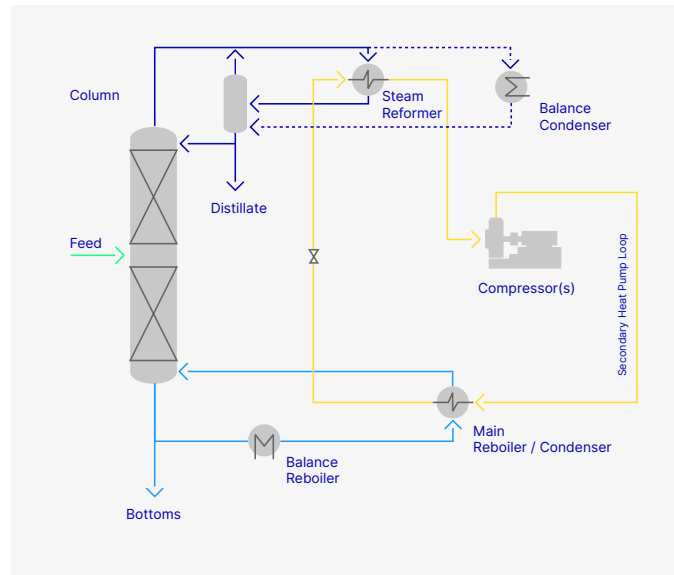 Column
Steam
Reformer
Balance
Condenser
Distillate
Feed
Compressor(s)
Secondary Heat Pump Loop
Main
Reboiler / Condenser
Balance
Reboiler
Bottoms